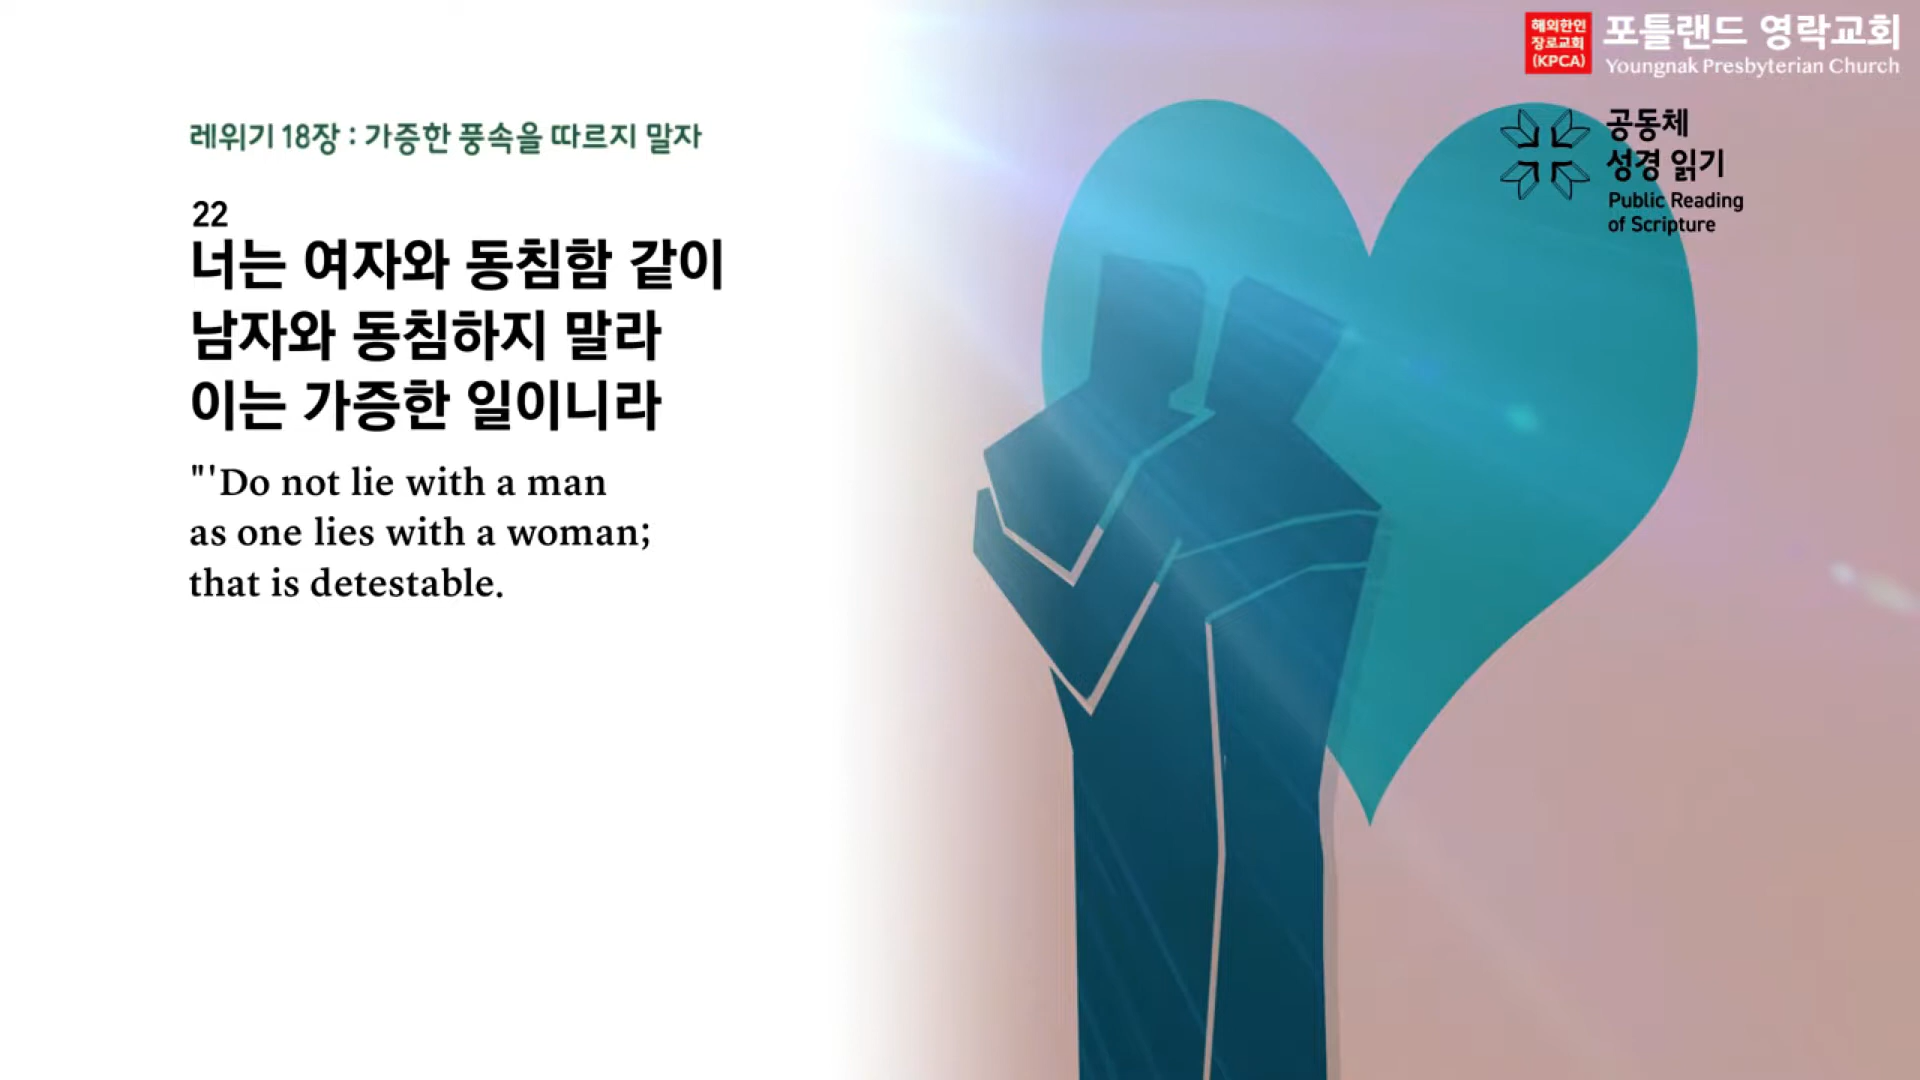 해외한인
장로교회
(KPCA)
포틀랜드 영락교회
Youngnak Presbyterian Church
공동체
성경 읽기
Public Reading
of Scripture
레위기 18장 : 가증한 풍속을 따르지 말자
22
너는 여자와 동침함 같이
남자와 동침하지 말라
이는 가증한 일이니라
"'Do not lie with a man
as one lies with a woman;
that is detestable.